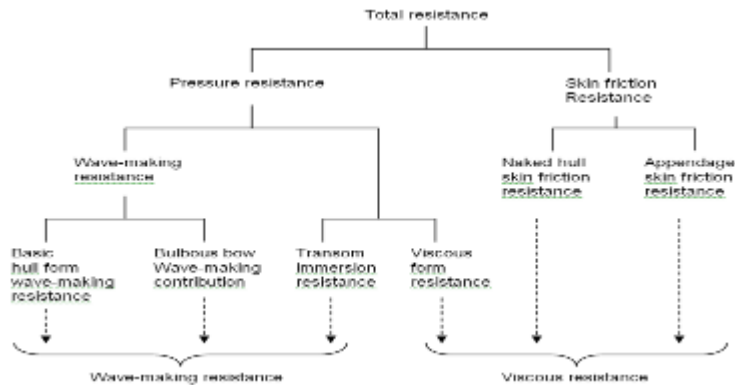 Total resistance
Pressure resistance
Skin friction
Resistance
Wave-making
resistance
Naked hull
skin friction
resistance
Appendage
skin friction
resistance
Basic
hull form
wave-making
resistance
Bulbous bow
Wave-making
contribution
Transom
immersion
resistance
Viscous
form
resistance
Wave-making resistance
Viscous resistance